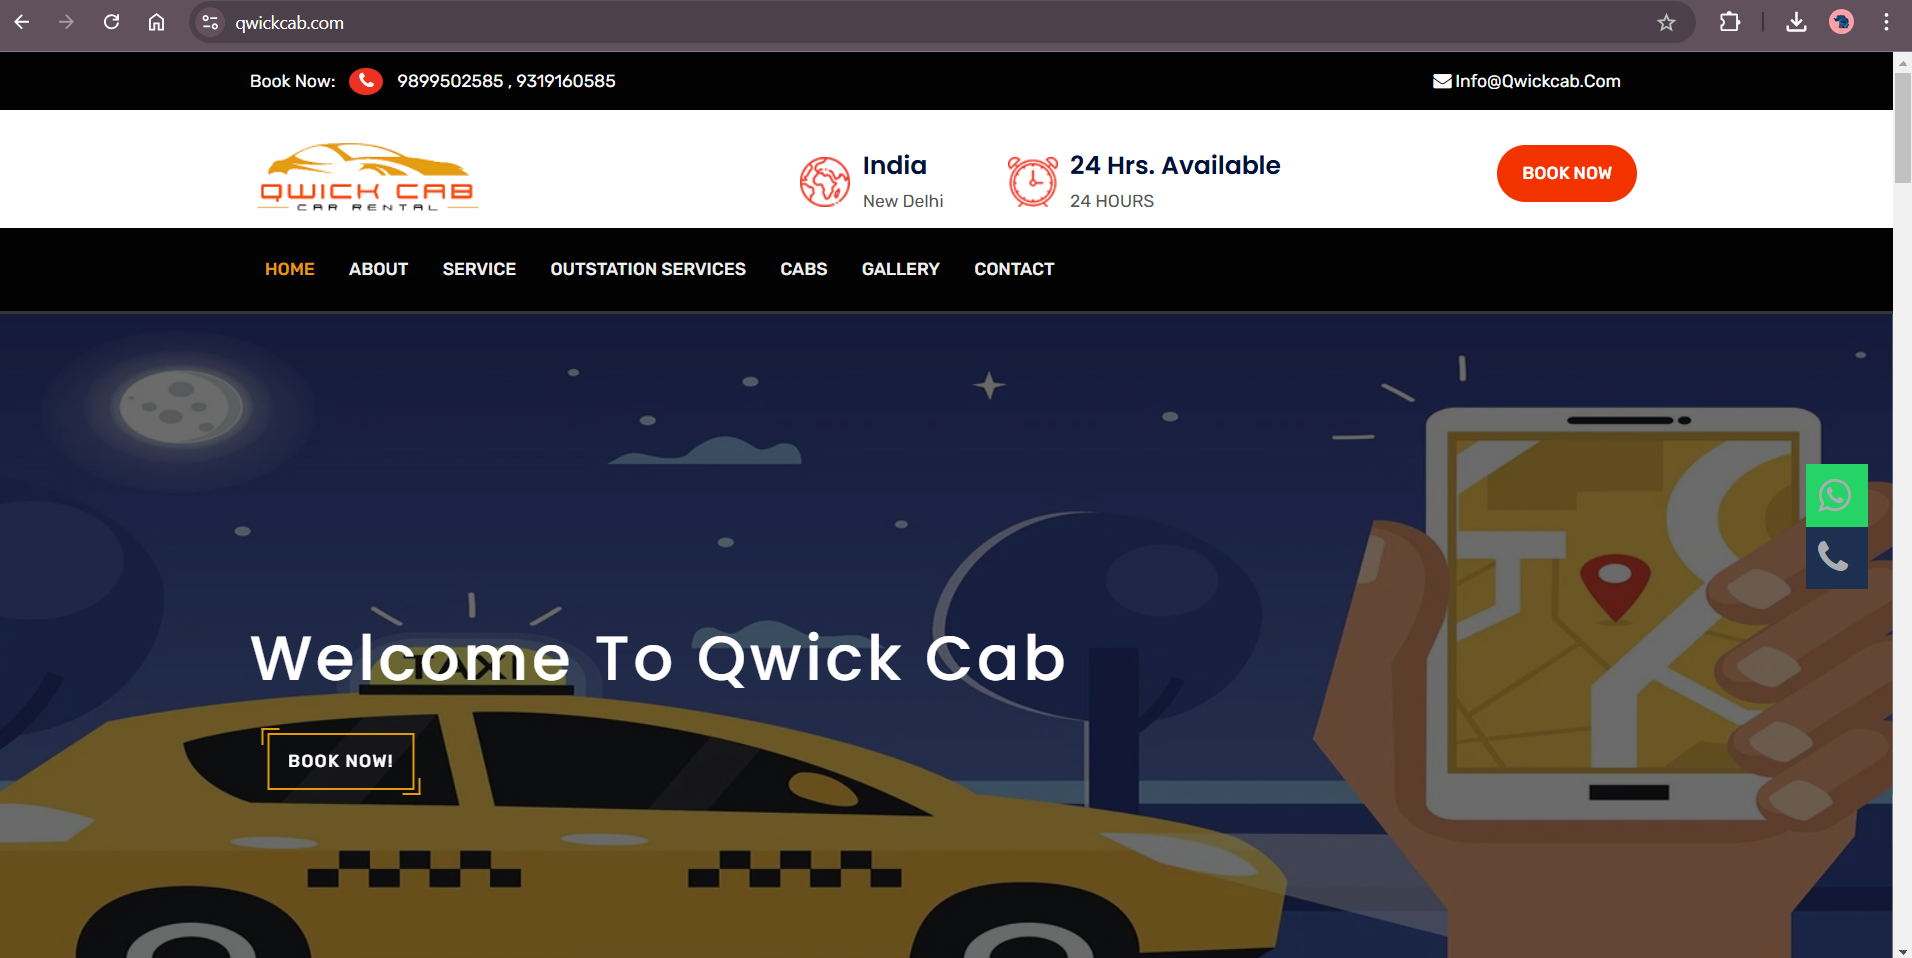 qwickcab.com
Book Now: 9899502585 , 9319160585
Info@Qwickcab.Com
QWICK CAB
CAR RENTAL
India
New Delhi
24 Hrs. Available
24 HOURS
BOOK NOW
HOME ABOUT SERVICE OUTSTATION SERVICES CABS GALLERY CONTACT
TAXI
Welcome To Qwick Cab
BOOK NOW!